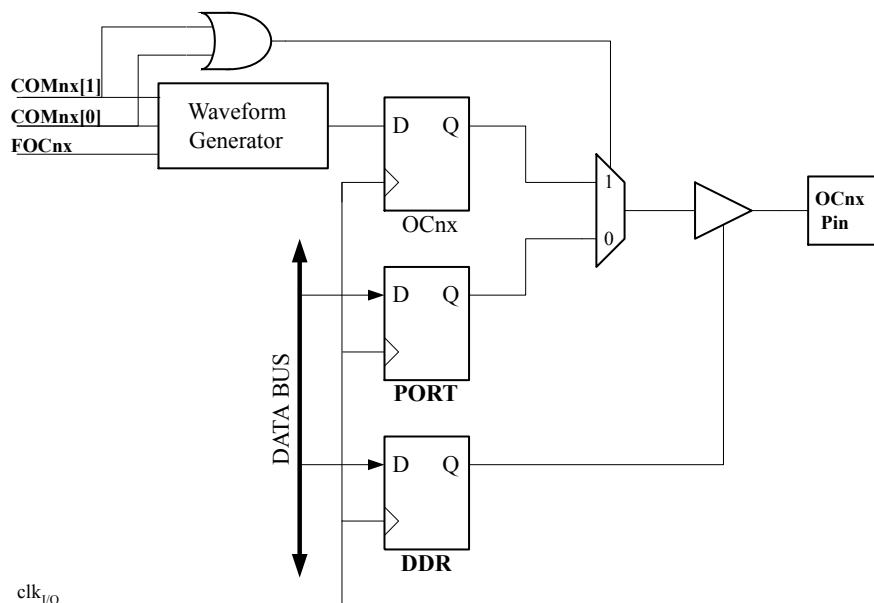 COMnx[1]
COMnx[0]
FOCnx
Waveform
Generator
D Q
OCnx
1
0
OCnx
Pin
D Q
PORT
DATA BUS
D Q
DDR
clkI/O